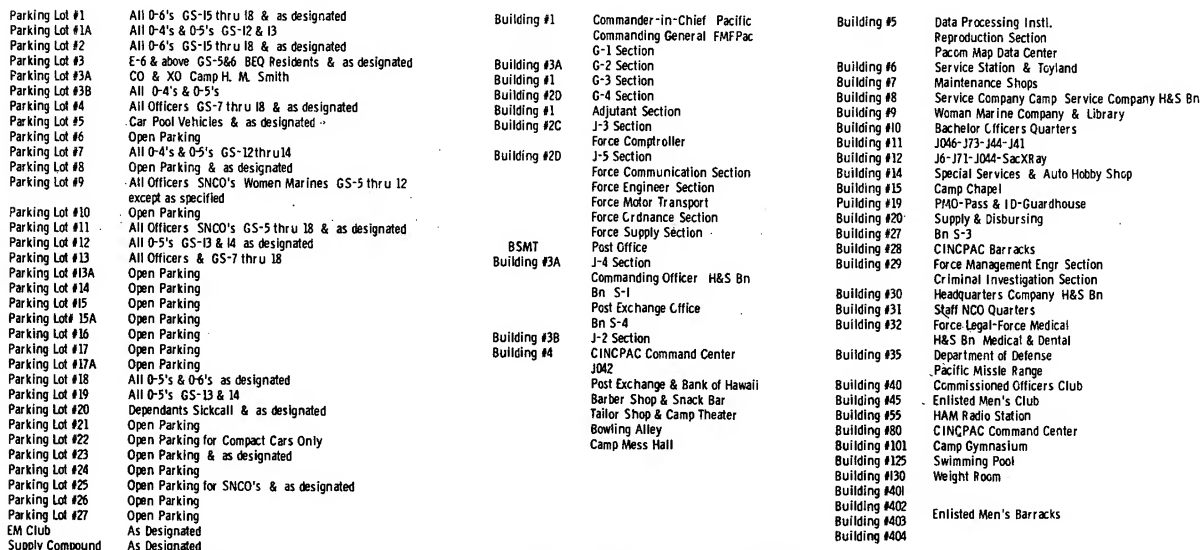 Parking Lot #1 All 0-6's GS-15 thru 18 & as designated
Parking Lot #1A All 0-4's & 0-5's GS-12 & 13
Parking Lot #2 All 0-6's GS-15 thru 18 & as designated
Parking Lot #3 E-6 & above GS-5&6 BEQ Residents & as designated
Parking Lot #3A CO & XO Camp H. M. Smith
Parking Lot #3B All 0-4's & 0-5's
Parking Lot #4 All Officers GS-7 thru 18 & as designated
Parking Lot #5 Car Pool Vehicles & as designated
Parking Lot #6 Open Parking
Parking Lot #7 All 0-4's & 0-5's GS-12thru14
Parking Lot #8 Open Parking & as designated
Parking Lot #9 All Officers SNCO's Women Marines GS-5 thru 12
except as specified
Parking Lot #10 Open Parking
Parking Lot #11 All Officers SNCO's GS-5 thru 18 & as designated
Parking Lot #12 All 0-5's GS-13 & 14 as designated
Parking Lot #13 All Officers & GS-7 thru 18
Parking Lot #13A Open Parking
Parking Lot #14 Open Parking
Parking Lot #15 Open Parking
Parking Lot# 15A Open Parking
Parking Lot #16 Open Parking
Parking Lot #17 Open Parking
Parking Lot #17A Open Parking
Parking Lot #18 All 0-5's & 0-6's as designated
Parking Lot #19 All 0-5's GS-13 & 14
Parking Lot #20 Dependants Sickcall & as designated
Parking Lot #21 Open Parking
Parking Lot #22 Open Parking for Compact Cars Only
Parking Lot #23 Open Parking & as designated
Parking Lot #24 Open Parking
Parking Lot #25 Open Parking for SNCO's & as designated
Parking Lot #26 Open Parking
Parking Lot #27 Open Parking
EM Club As Designated
Supply Compound As Designated
Building #1 Commander-in-Chief Pacific
Commanding General FMFPac
G-1 Section
Building #3A G-2 Section
Building #1 G-3 Section
Building #2D G-4 Section
Building #1 Adjutant Section
Building #2C J-3 Section
Force Comptroller
Building #2D J-5 Section
Force Communication Section
Force Engineer Section
Force Motor Transport
Force Ordnance Section
Force Supply Section
BSMT Post Office
Building #3A J-4 Section
Commanding Officer H&S Bn
Bn S-1
Post Exchange Office
Bn S-4
Building #3B J-2 Section
Building #4 CINCPAC Command Center
J042
Post Exchange & Bank of Hawaii
Barber Shop & Snack Bar
Tailor Shop & Camp Theater
Bowling Alley
Camp Mess Hall
Building #5 Data Processing Instl.
Reproduction Section
Pacom Map Data Center
Building #6 Service Station & Toyland
Building #7 Maintenance Shops
Building #8 Service Company Camp Service Company H&S Bn
Building #9 Woman Marine Company & Library
Building #10 Bachelor Officers Quarters
Building #11 J046-J73-J44-J41
Building #12 J6-J71-J044-SacXRay
Building #14 Special Services & Auto Hobby Shop
Building #15 Camp Chapel
Building #19 PMO-Pass & ID-Guardhouse
Building #20 Supply & Disbursing
Building #27 Bn S-3
Building #28 CINCPAC Barracks
Building #29 Force Management Engr Section
Criminal Investigation Section
Building #30 Headquarters Company H&S Bn
Building #31 Staff NCO Quarters
Building #32 Force Legal-Force Medical
H&S Bn Medical & Dental
Building #35 Department of Defense
Pacific Missle Range
Building #40 Commissioned Officers Club
Building #45 Enlisted Men's Club
Building #55 HAM Radio Station
Building #80 CINCPAC Command Center
Building #101 Camp Gymnasium
Building #125 Swimming Pool
Building #130 Weight Room
Building #401
Building #402
Building #403 Enlisted Men's Barracks
Building #404